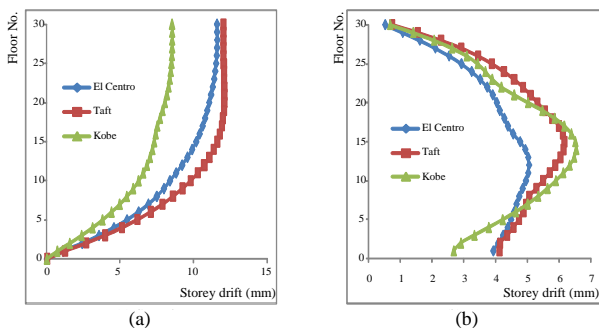 Floor No.
30
25
20
15
10
5
0
El Centro
Taft
Kobe
0 5 10 15
Storey drift (mm)
(a)
Floor No.
30
25
20
15
10
5
0
El Centro
Taft
Kobe
0 1 2 3 4 5 6 7
Storey drift (mm)
(b)